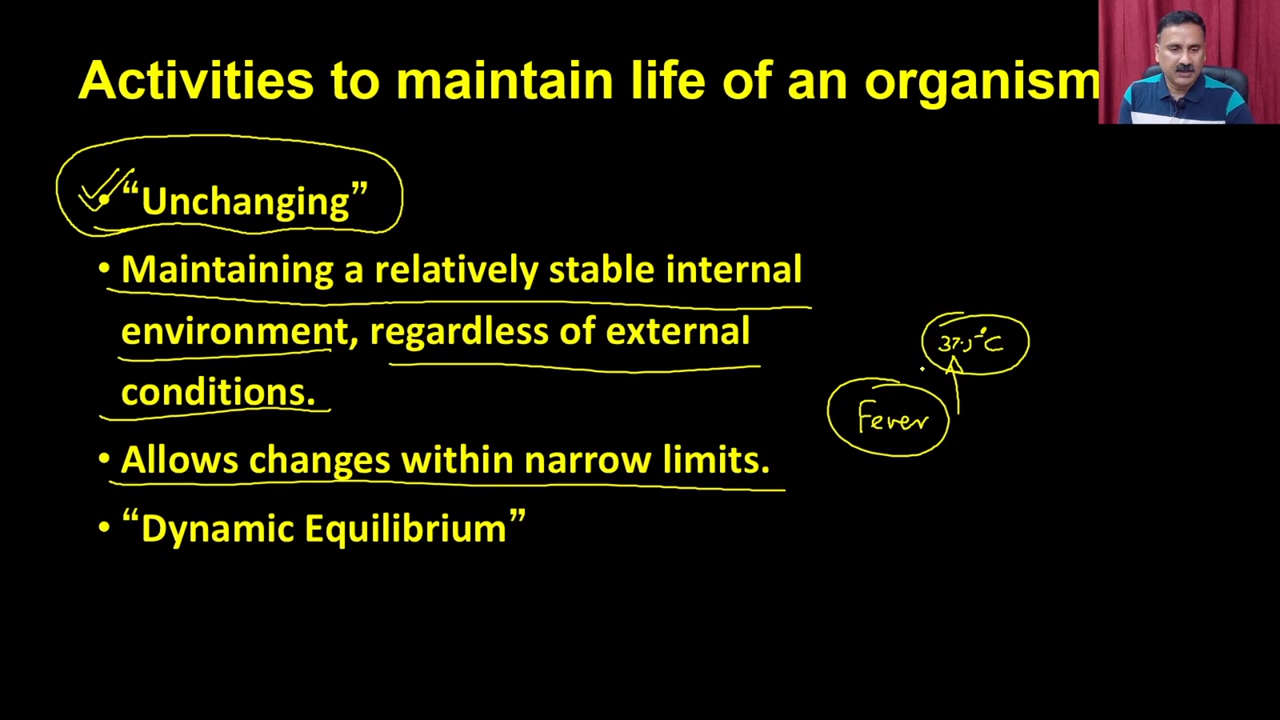 Activities to maintain life of an organism
• “Unchanging”
• Maintaining a relatively stable internal
environment, regardless of external
conditions.
• Allows changes within narrow limits.
• “Dynamic Equilibrium”
°C
Fever